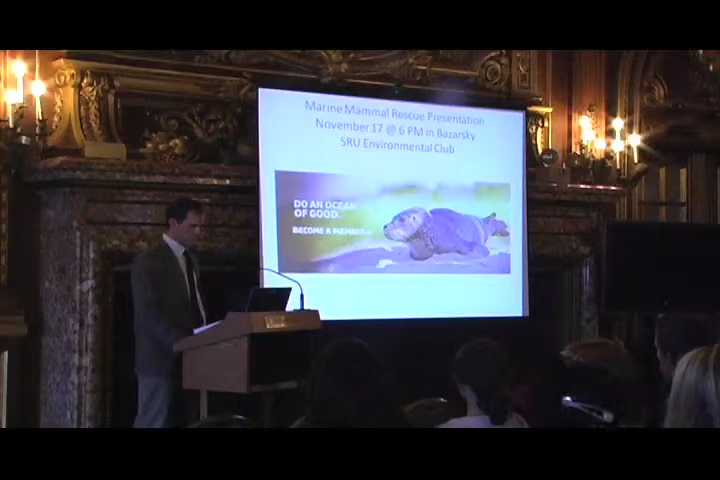 Marine Mammal Rescue Presentation
November 17 @ 6 PM in Bazarsky
SRU Environmental Club
DO AN OCEAN
OF GOOD.
BECOME A MEMBER